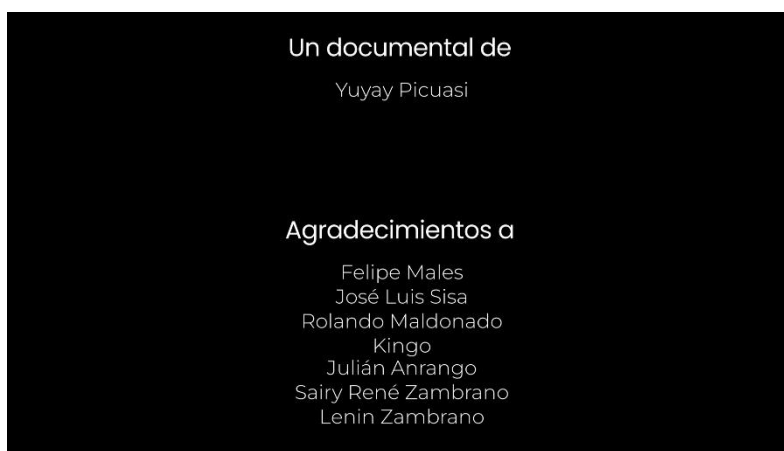 Un documental de
Yuyay Picuasi
Agradecimientos a
Felipe Males
José Luis Sisa
Rolando Maldonado
Kingo
Julián Anrango
Sairy René Zambrano
Lenin Zambrano